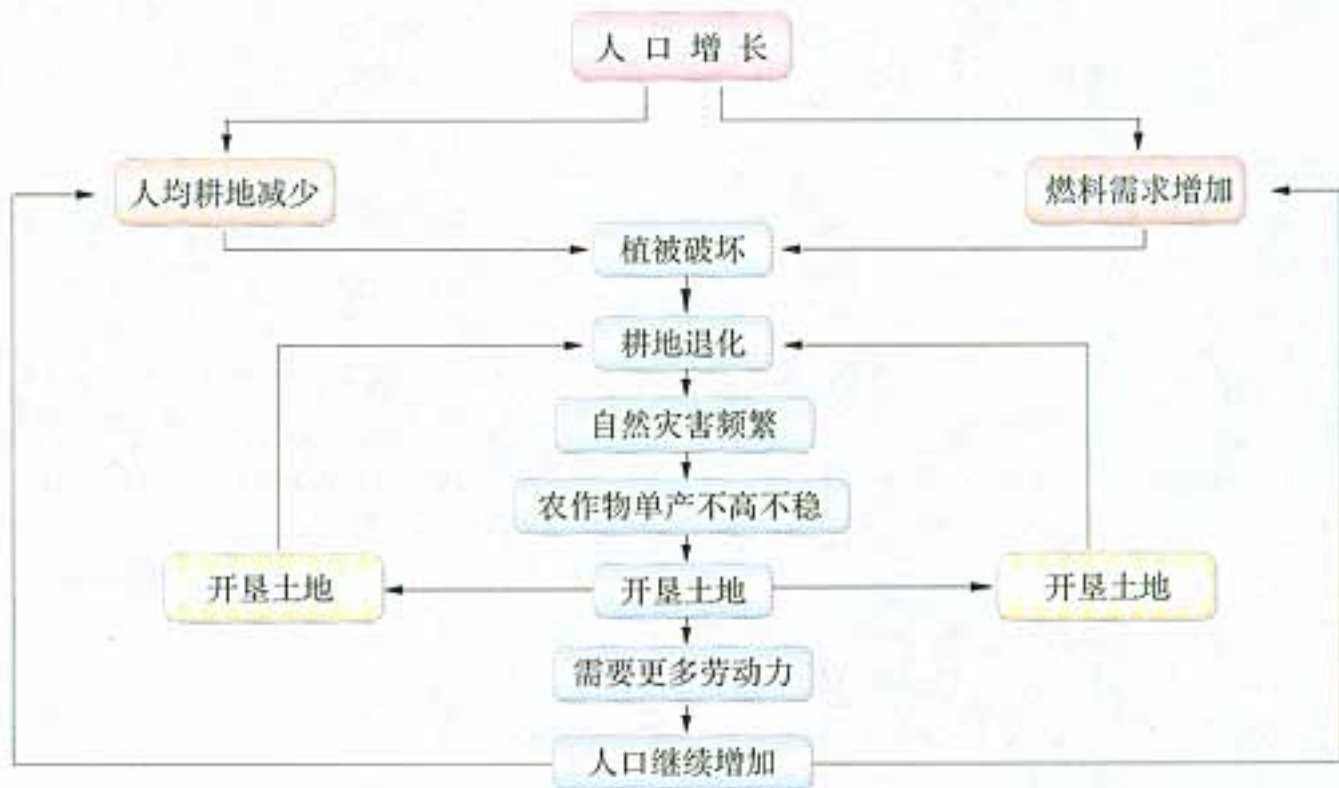 人口增长
人均耕地减少
燃料需求增加
植被破坏
耕地退化
自然灾害频繁
农作物单产不高不稳
开垦土地
开垦土地
开垦土地
需要更多劳动力
人口继续增加